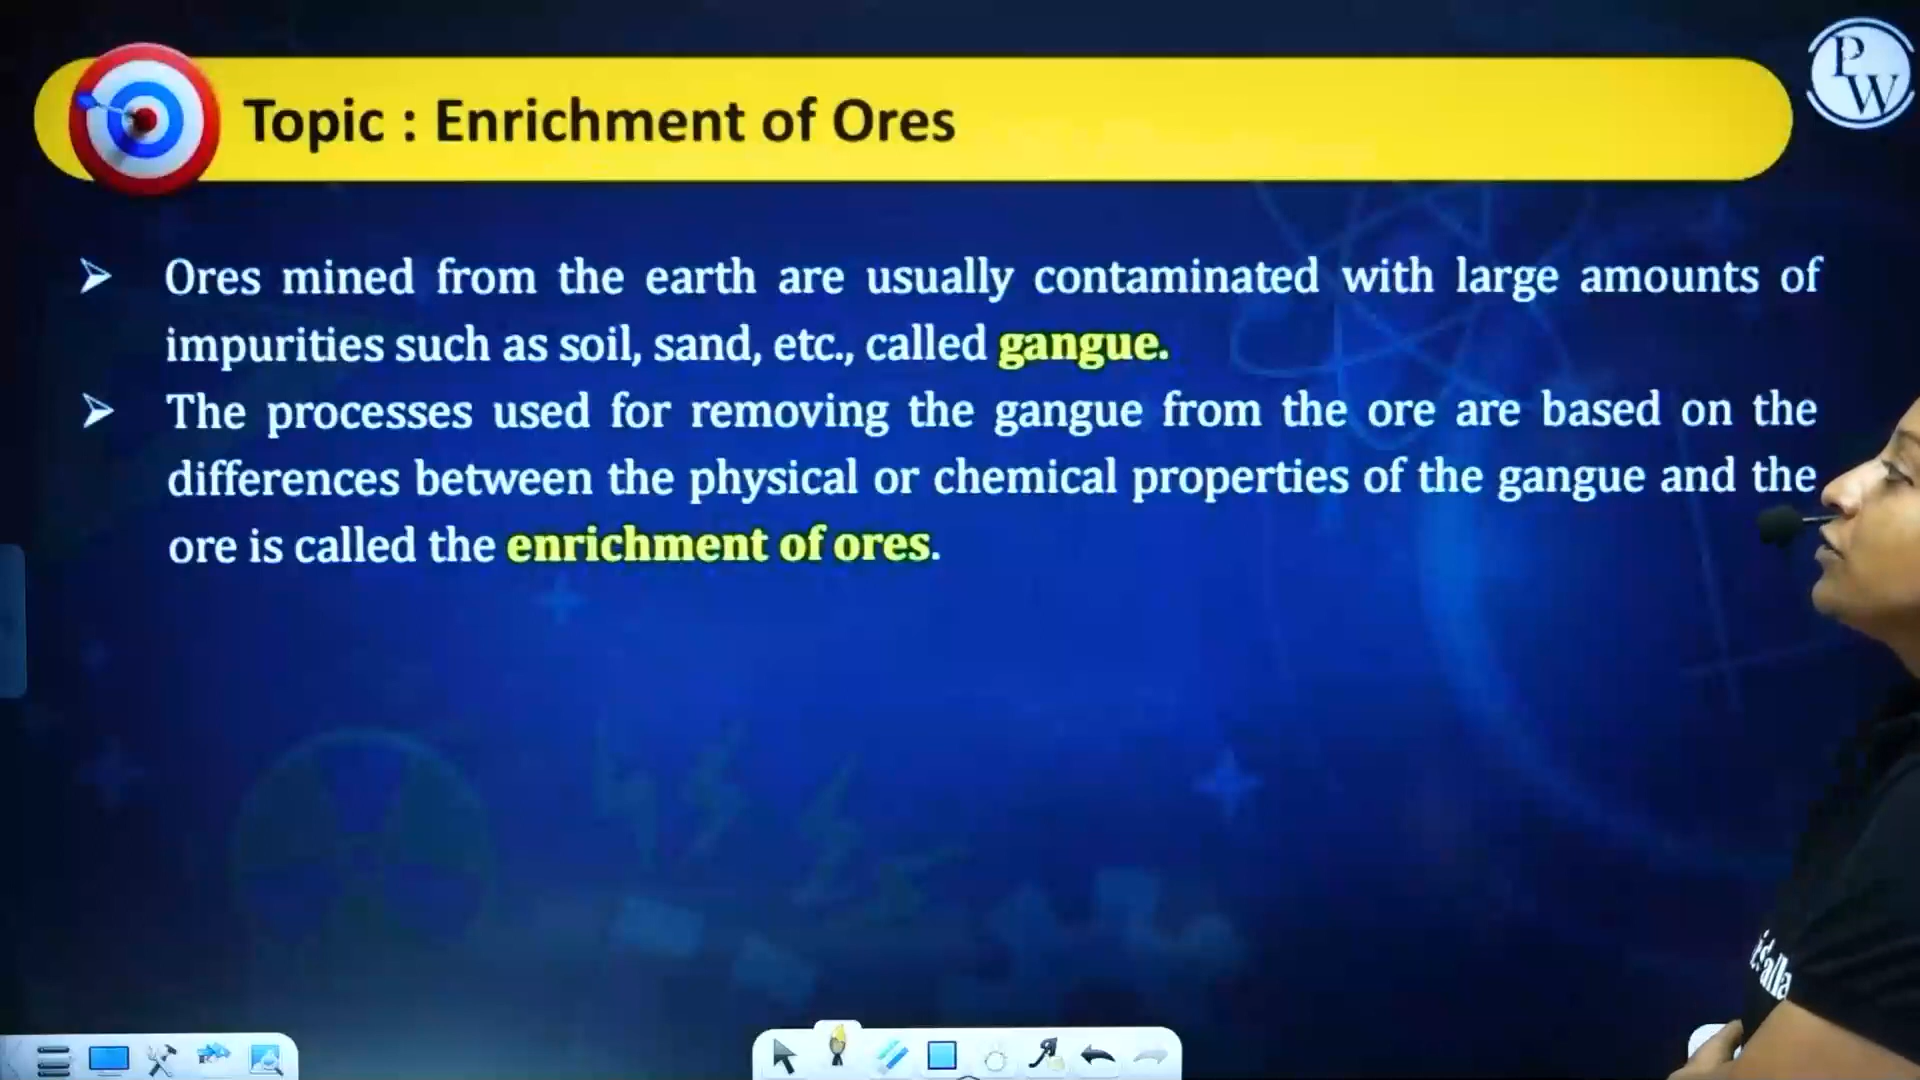 PW
Topic : Enrichment of Ores
Ores mined from the earth are usually contaminated with large amounts of
impurities such as soil, sand, etc., called gangue.
The processes used for removing the gangue from the ore are based on the
differences between the physical or chemical properties of the gangue and the
ore is called the enrichment of ores.